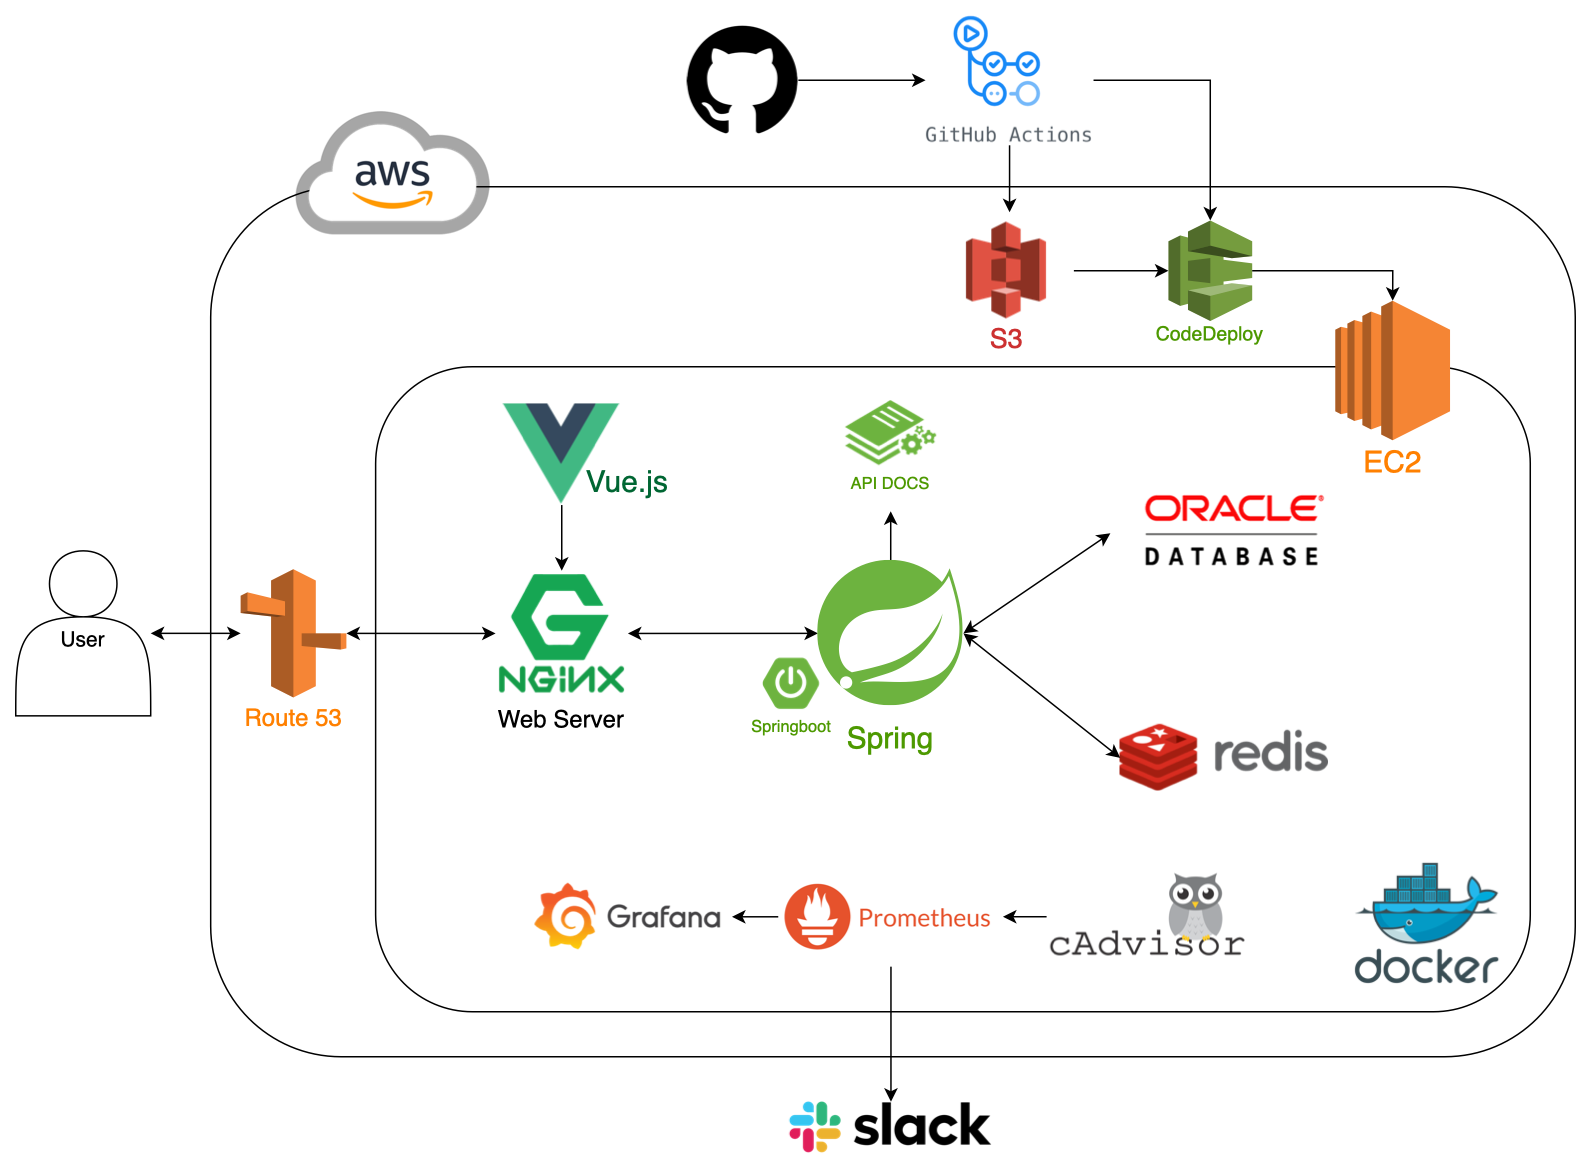 GitHub Actions
aws
S3
CodeDeploy
EC2
Vue.js
API DOCS
ORACLE®
DATABASE
User
Route 53
NGiNX
Web Server
Springboot
Spring
redis
Grafana
Prometheus
cAdvisor
docker
slack